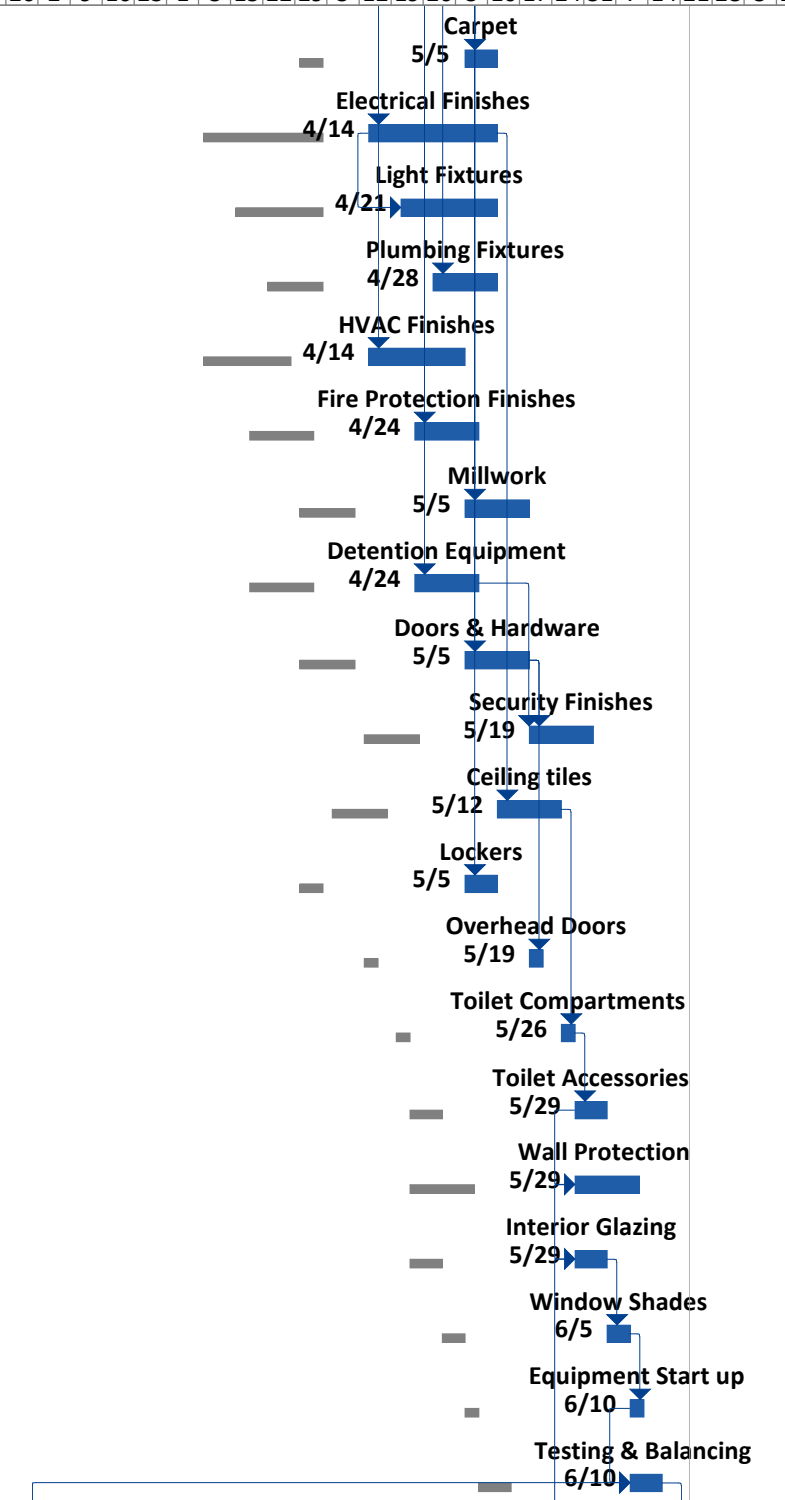 Carpet
5/5
Electrical Finishes
4/14
Light Fixtures
4/21
Plumbing Fixtures
4/28
HVAC Finishes
4/14
Fire Protection Finishes
4/24
Millwork
5/5
Detention Equipment
4/24
Doors & Hardware
5/5
Security Finishes
5/19
Ceiling tiles
5/12
Lockers
5/5
Overhead Doors
5/19
Toilet Compartments
5/26
Toilet Accessories
5/29
Wall Protection
5/29
Interior Glazing
5/29
Window Shades
6/5
Equipment Start up
6/10
Testing & Balancing
6/10